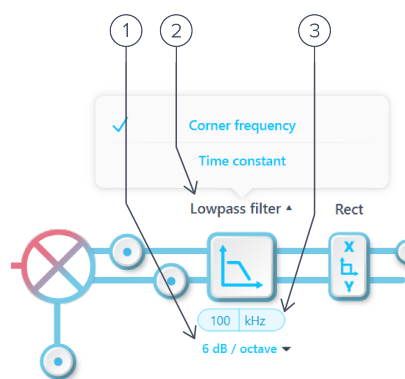 1 2 3
Corner frequency
Time constant
Lowpass filter Rect
X
Y
100 kHz
6 dB / octave